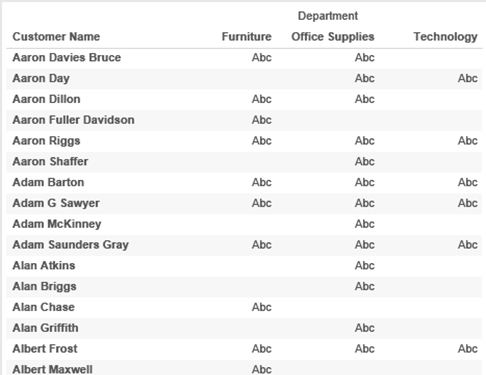 Department
Customer Name Furniture Office Supplies Technology
Aaron Davies Bruce Abc Abc
Aaron Day Abc Abc
Aaron Dillon Abc Abc
Aaron Fuller Davidson Abc
Aaron Riggs Abc Abc Abc
Aaron Shaffer Abc
Adam Barton Abc Abc Abc
Adam G Sawyer Abc Abc Abc
Adam McKinney Abc
Adam Saunders Gray Abc Abc Abc
Alan Atkins Abc
Alan Briggs Abc
Alan Chase Abc
Alan Griffith Abc
Albert Frost Abc Abc Abc
Albert Maxwell Abc